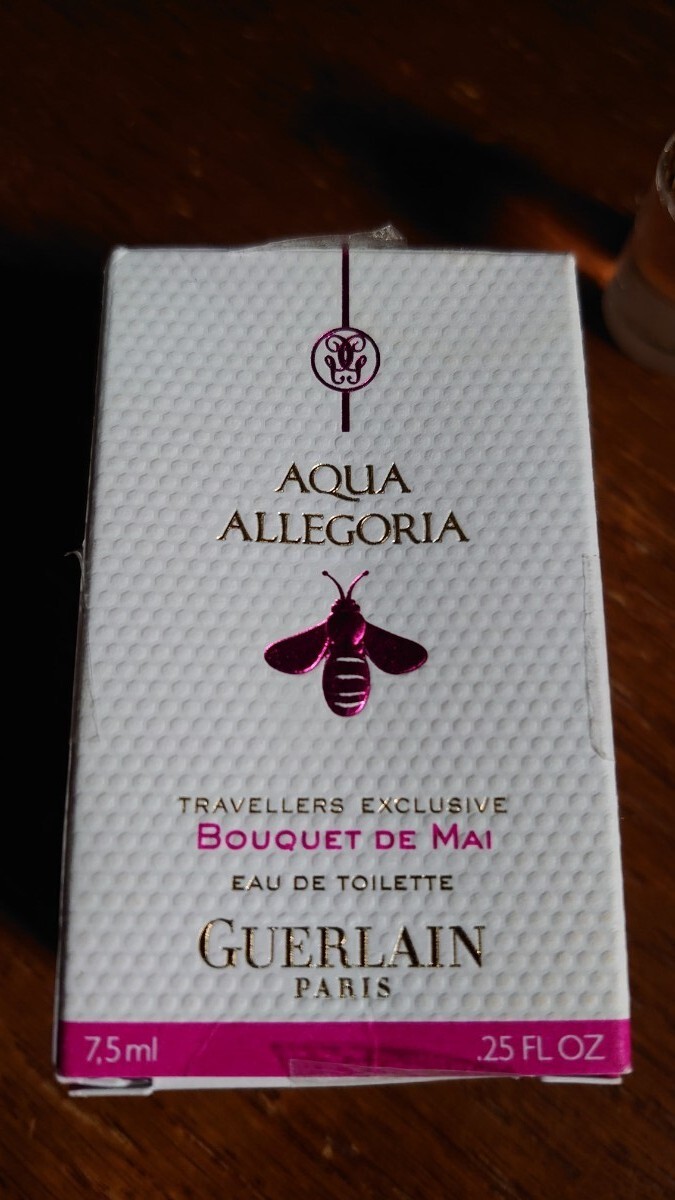 AQUA
ALLEGORIA
TRAVELLERS EXCLUSIVE
BOUQUET DE MAI
EAU DE TOILETTE
GUERLAIN
PARIS
7,5ml .25 FL OZ